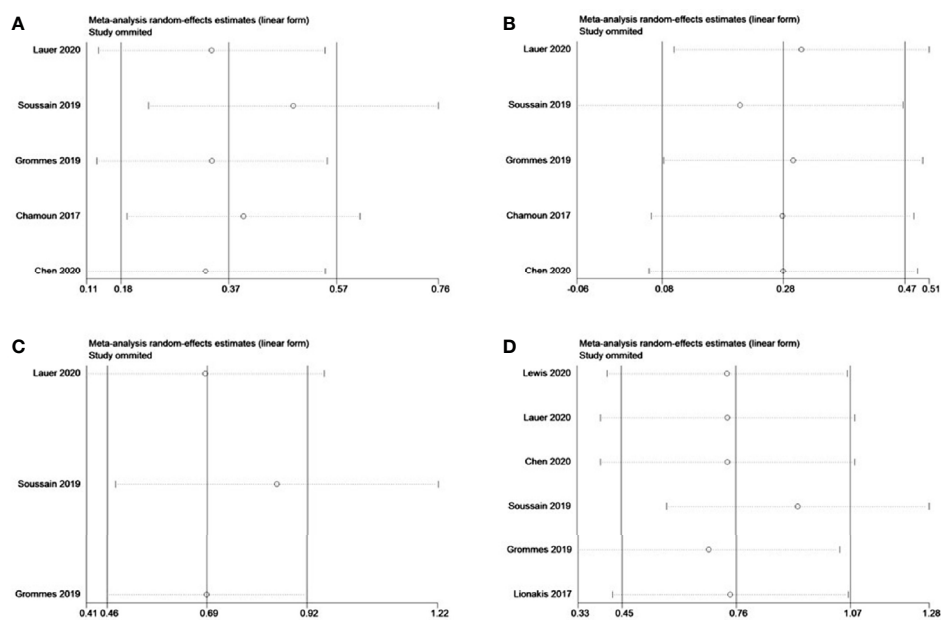 A
Meta-analysis random-effects estimates (linear form)
Study ommited
Lauer 2020
Soussain 2019
Grommes 2019
Chamoun 2017
Chen 2020
0.11 0.18 0.37 0.57 0.76
B
Meta-analysis random-effects estimates (linear form)
Study ommited
Lauer 2020
Soussain 2019
Grommes 2019
Chamoun 2017
Chen 2020
-0.06 0.08 0.28 0.47 0.51
C
Meta-analysis random-effects estimates (linear form)
Study ommited
Lauer 2020
Soussain 2019
Grommes 2019
0.41 0.46 0.69 0.92 1.22
D
Meta-analysis random-effects estimates (linear form)
Study ommited
Lewis 2020
Lauer 2020
Chen 2020
Soussain 2019
Grommes 2019
Lionakis 2017
0.33 0.45 0.76 1.07 1.28